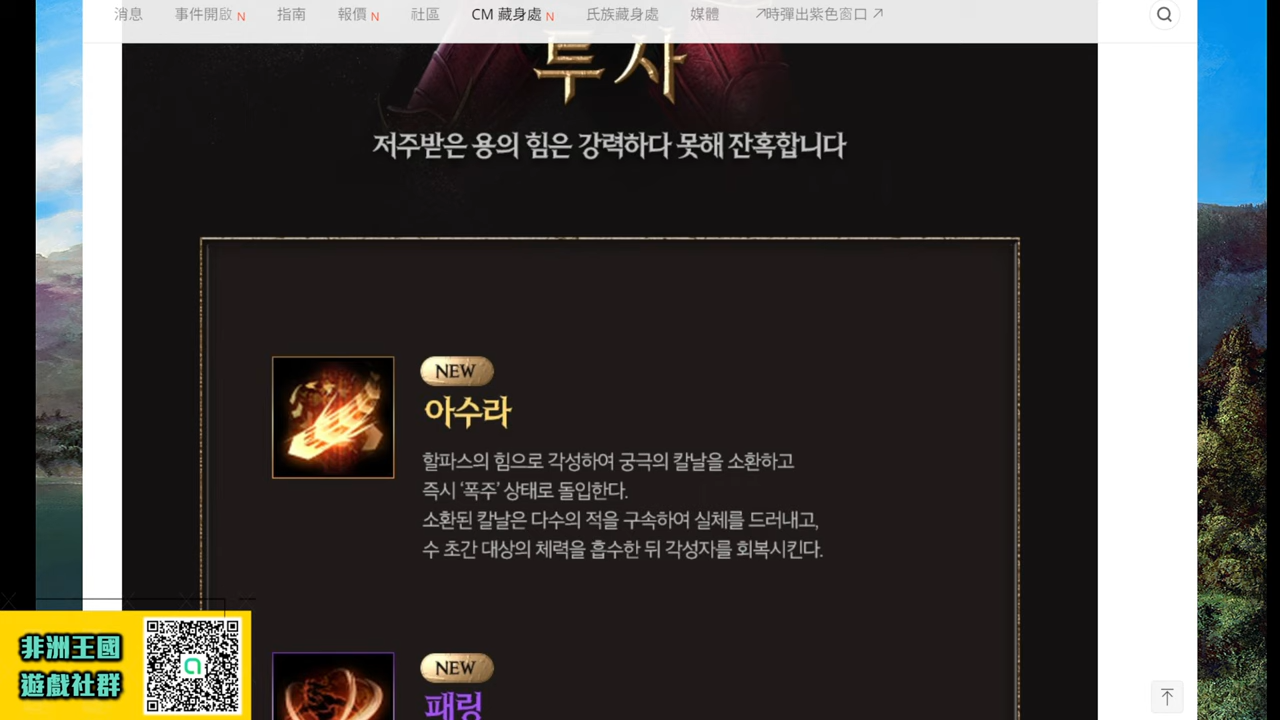 消息 事件開啟 N 指南 報價 N 社區 CM 藏身處 N 氏族藏身處 媒體 時彈出紫色窗口
투사
저주받은 용의 힘은 강력하다 못해 잔혹합니다
NEW
아수라
할파스의 힘으로 각성하여 궁극의 칼날을 소환하고
즉시 ‘폭주’ 상태로 돌입한다.
소환된 칼날은 다수의 적을 구속하여 실체를 드러내고,
수 초간 대상의 체력을 흡수한 뒤 각성자를 회복시킨다.
NEW
패링
非洲王國
遊戲社群